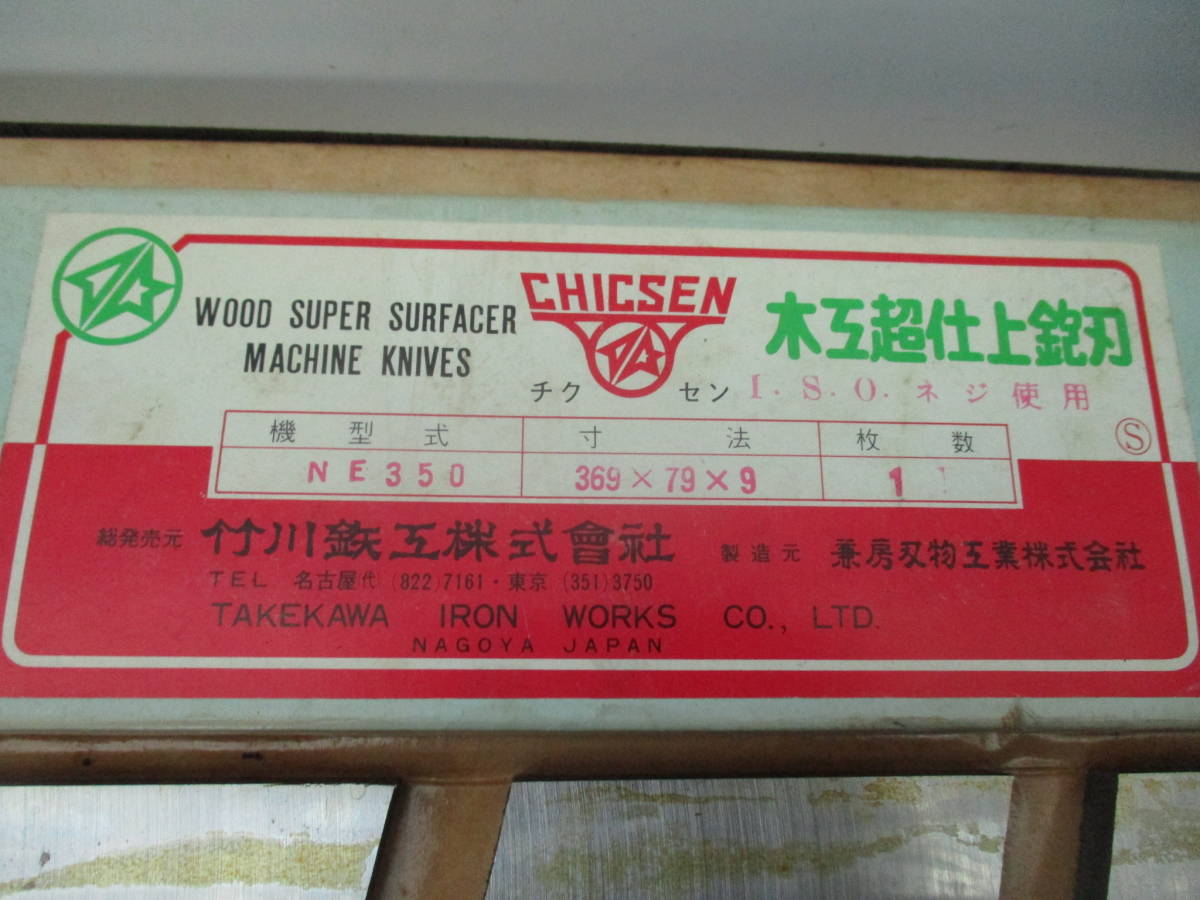 WOOD SUPER SURFACER
MACHINE KNIVES
CHICSEN
チクセン
木工超仕上鉋刃
I.S.O.ネジ使用
Ⓢ
機型式 寸法 枚数
NE350 369×79×9 1
総発売元 竹川鉄工株式會社 製造元 兼房刃物工業株式会社
TEL 名古屋代(822)7161・東京(351)3750
TAKEKAWA IRON WORKS CO., LTD.
NAGOYA JAPAN